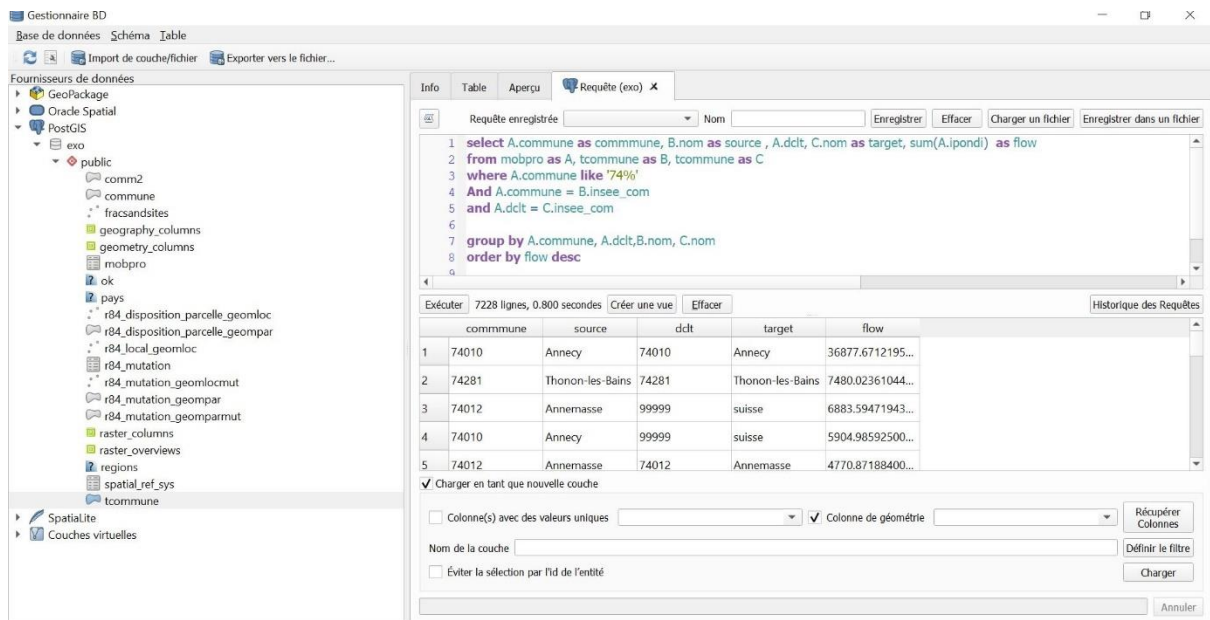 Gestionnaire BD
Base de données Schéma Table
Import de couche/fichier Exporter vers le fichier...
Fournisseurs de données
GeoPackage
Oracle Spatial
PostGIS
exo
public
comm2
commune
fracsandsites
geography_columns
geometry_columns
mobpro
ok
pays
r84_disposition_parcelle_geomloc
r84_disposition_parcelle_geompar
r84_local_geomloc
r84_mutation
r84_mutation_geomlocmut
r84_mutation_geompar
r84_mutation_geomparmut
raster_columns
raster_overviews
regions
spatial_ref_sys
tcommune
SpatiaLite
Couches virtuelles
Info Table Aperçu Requête (exo)
Requête enregistrée Nom Enregistrer Effacer Charger un fichier Enregistrer dans un fichier
1 select A.commune as commmune, B.nom as source , A.dclt, C.nom as target, sum(A.ipondi) as flow
2 from mobpro as A, tcommune as B, tcommune as C
3 where A.commune like '74%'
4 And A.commune = B.insee_com
5 and A.dclt = C.insee_com
6
7 group by A.commune, A.dclt,B.nom, C.nom
8 order by flow desc
9
Exécuter 7228 lignes, 0.800 secondes Créer une vue Effacer Historique des Requêtes
commmune source dclt target flow
1 74010 Annecy 74010 Annecy 36877.6712195...
2 74281 Thonon-les-Bains 74281 Thonon-les-Bains 7480.02361044...
3 74012 Annemasse 99999 suisse 6883.59471943...
4 74010 Annecy 99999 suisse 5904.98592500...
5 74012 Annemasse 74012 Annemasse 4770.87188400...
Charger en tant que nouvelle couche
Colonne(s) avec des valeurs uniques Colonne de géométrie Récupérer Colonnes
Nom de la couche Définir le filtre
Éviter la sélection par l'id de l'entité Charger
Annuler